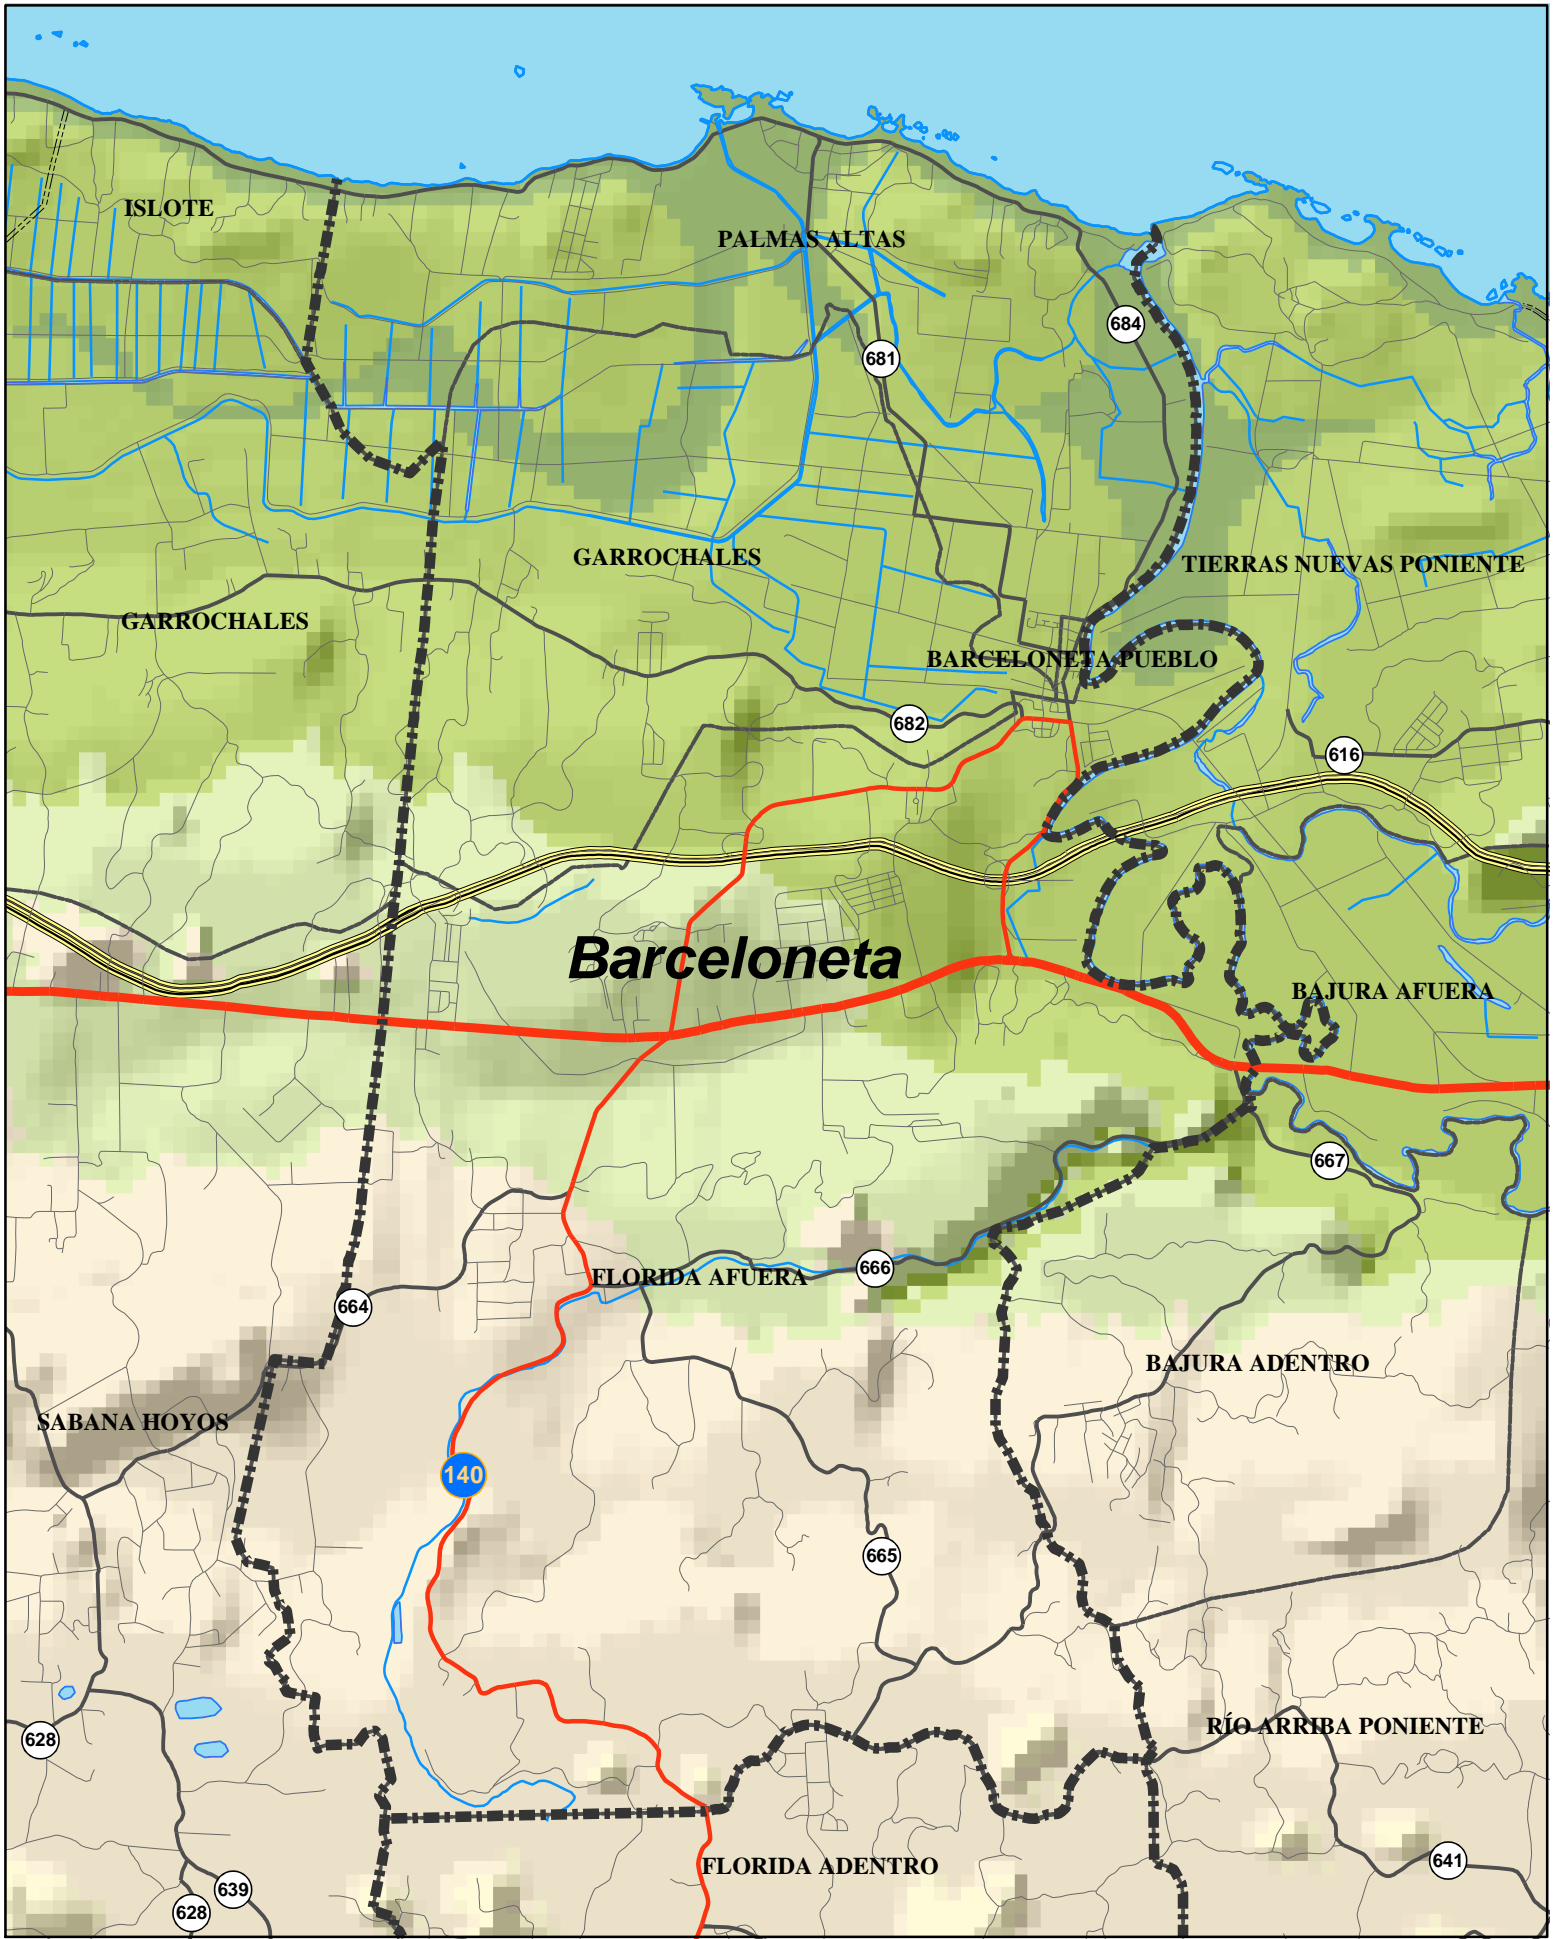 ISLOTE
PALMAS ALTAS
684
681
GARROCHALES
TIERRAS NUEVAS PONIENTE
GARROCHALES
BARCELONETA PUEBLO
682
616
Barceloneta
BAJURA AFUERA
667
666
FLORIDA AFUERA
664
BAJURA ADENTRO
SABANA HOYOS
140
665
RÍO ARRIBA PONIENTE
628
641
FLORIDA ADENTRO
639
628